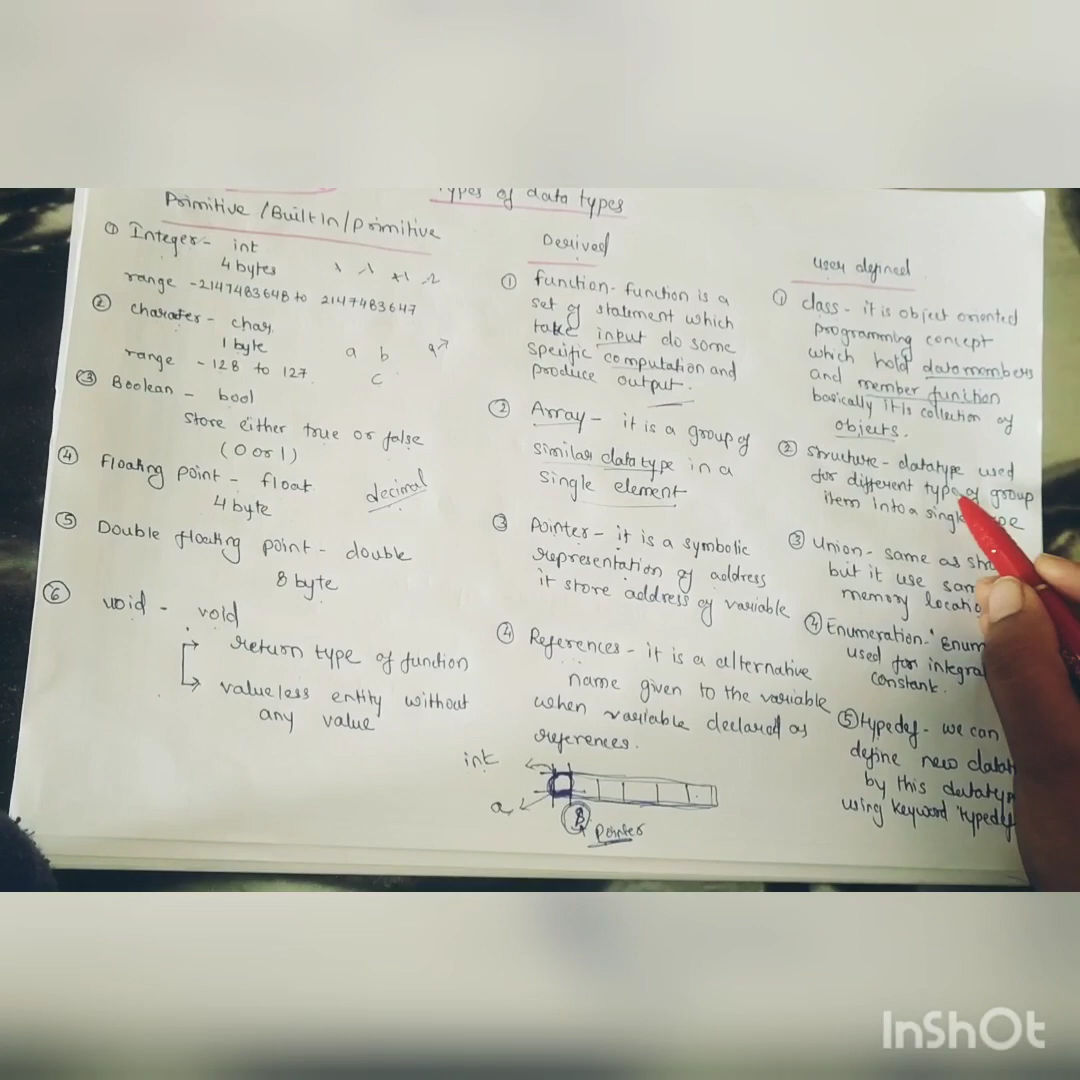 Types of data types
Primitive / Built In / primitive
① Integer - int
4 bytes
range -2147483648 to 2147483647
② character - char
1 byte
a b
c
range -128 to 127
③ Boolean - bool
store either true or false
(0 or 1)
④ Floating point - float
decimal
4 byte
⑤ Double floating point - double
8 byte
⑥ void - void
return type of function
valueless entity without
any value
Derived
① function - function is a
set of statement which
take input do some
specific computation and
produce output.
② Array - it is a group of
similar data type in a
single element
③ Pointer - it is a symbolic
representation of address
it store address of variable
④ References - it is a alternative
name given to the variable
when variable declared as
references.
int
a
pointer
user defined
① class - it is object oriented
programming concept
which hold datamembers
and member function
basically it is collection of
objects.
② structure - datatype used
for different type of group
item into a
③ Union - same as
but it use
memory
④ Enumeration - 'Enum
used for
constant.
⑤ typedef - we can
define new
by this
using keyword 'typedef
InShOt